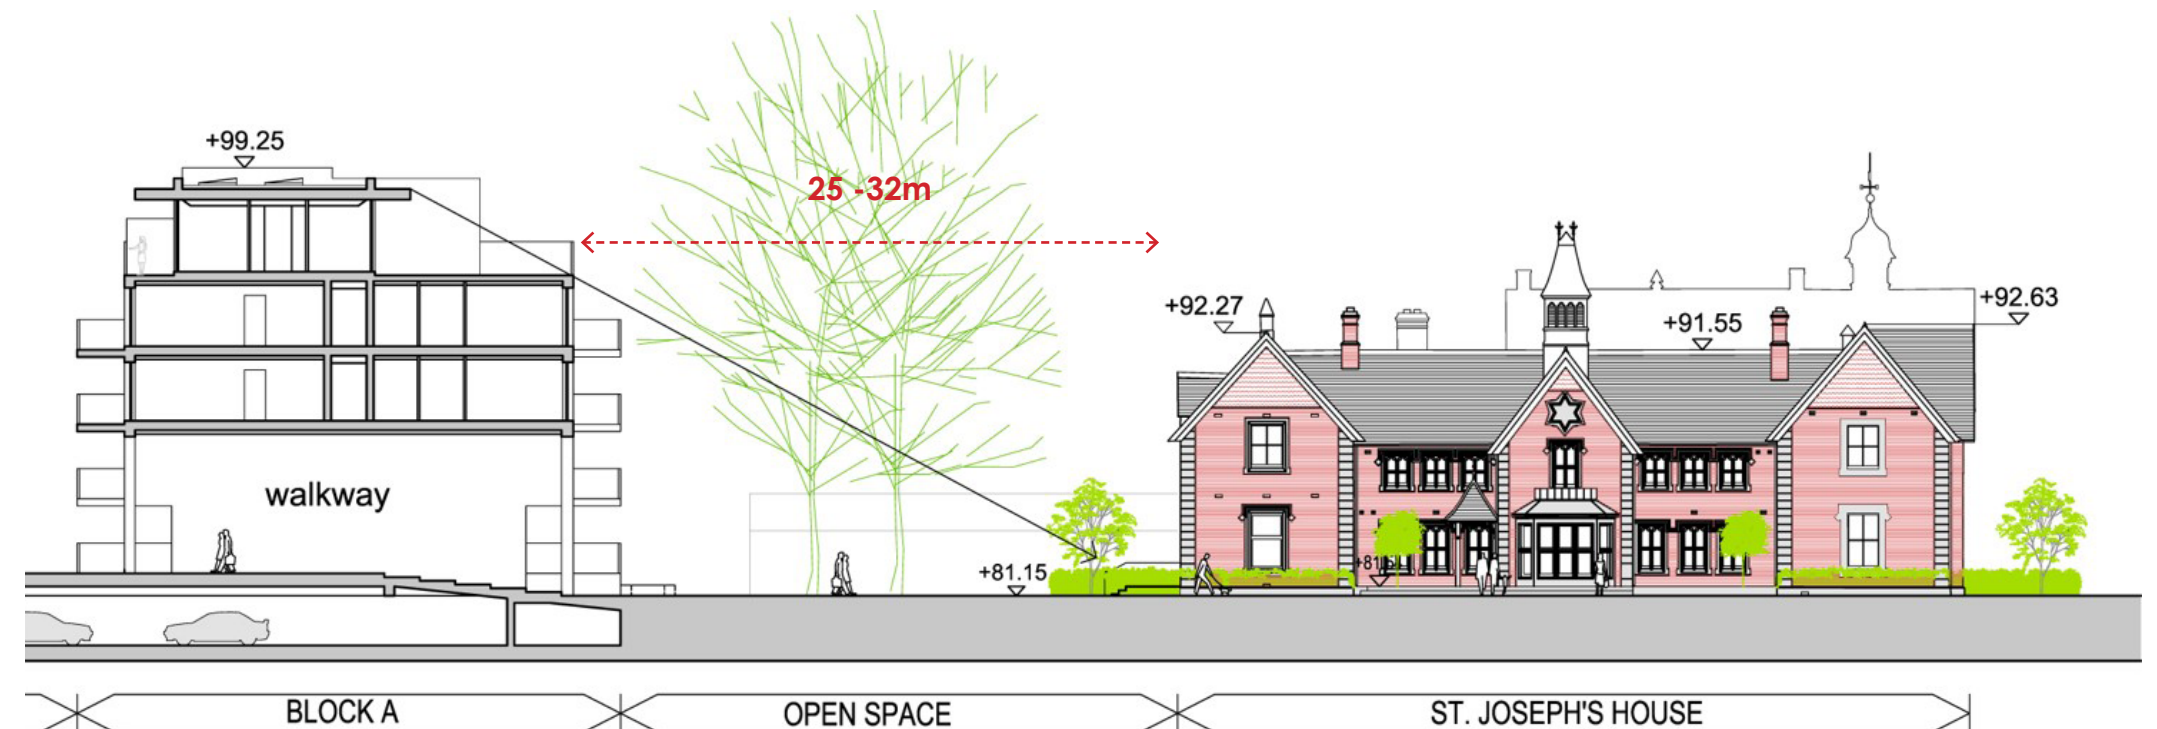 +99.25
25 -32m
+92.27
+92.63
+91.55
walkway
+81.15
BLOCK A
OPEN SPACE
ST. JOSEPH'S HOUSE